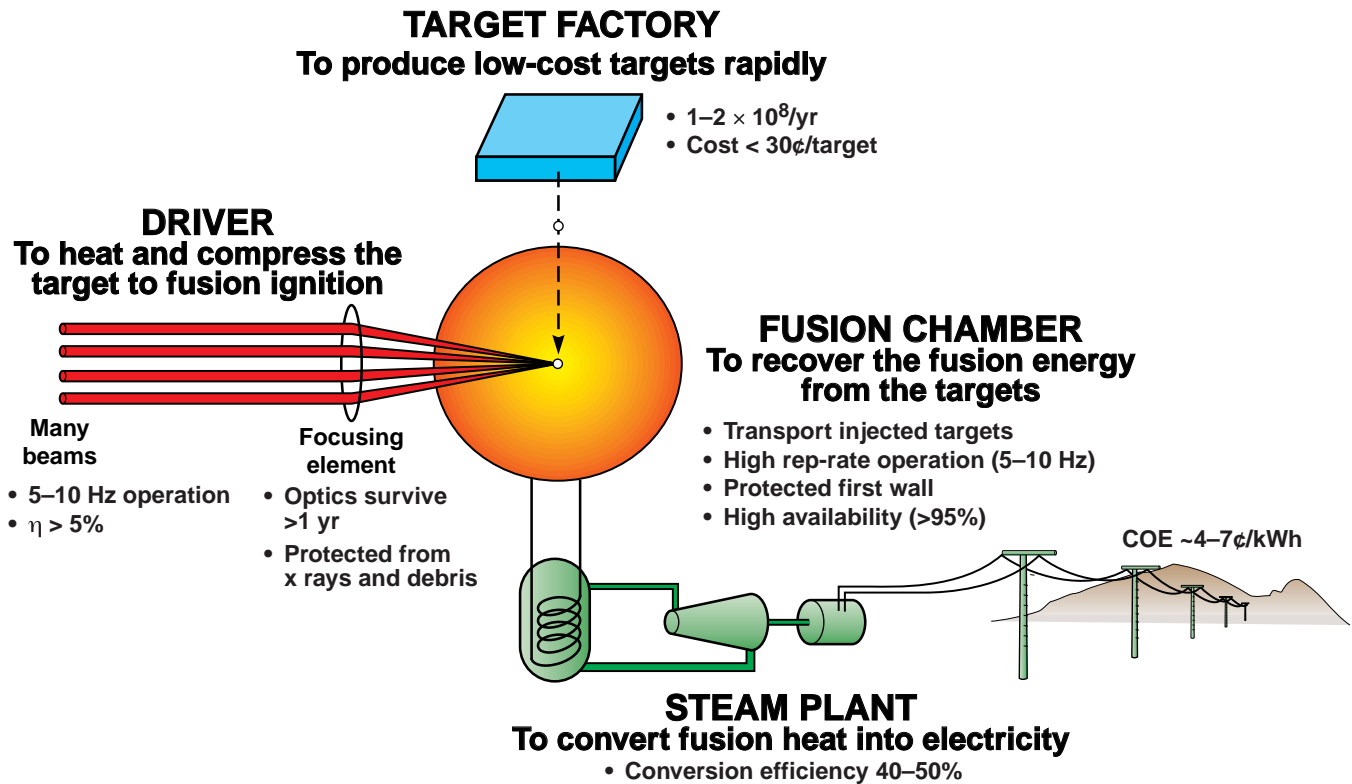 TARGET FACTORY
To produce low-cost targets rapidly
• 1–2 × 10⁸/yr
• Cost < 30¢/target
DRIVER
To heat and compress the
target to fusion ignition
Many
beams
• 5–10 Hz operation
• η > 5%
Focusing
element
• Optics survive
>1 yr
• Protected from
x rays and debris
FUSION CHAMBER
To recover the fusion energy
from the targets
• Transport injected targets
• High rep-rate operation (5–10 Hz)
• Protected first wall
• High availability (>95%)
COE ~4–7¢/kWh
STEAM PLANT
To convert fusion heat into electricity
• Conversion efficiency 40–50%